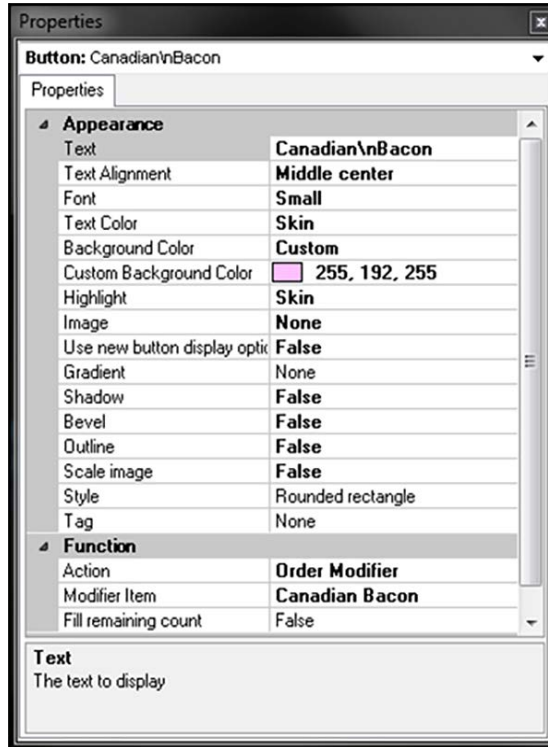 Properties
Button: Canadian\nBacon
Properties
Appearance
Text Canadian\nBacon
Text Alignment Middle center
Font Small
Text Color Skin
Background Color Custom
Custom Background Color 255, 192, 255
Highlight Skin
Image None
Use new button display optic False
Gradient None
Shadow False
Bevel False
Outline False
Scale image False
Style Rounded rectangle
Tag None
Function
Action Order Modifier
Modifier Item Canadian Bacon
Fill remaining count False
Text
The text to display